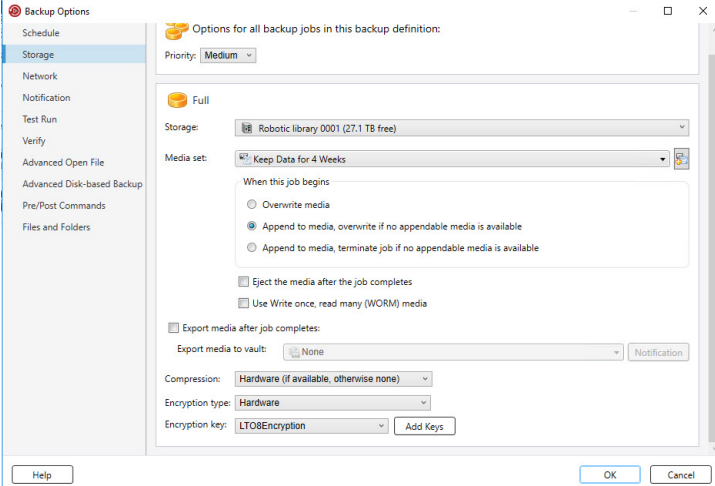 Backup Options
Schedule
Storage
Network
Notification
Test Run
Verify
Advanced Open File
Advanced Disk-based Backup
Pre/Post Commands
Files and Folders
Options for all backup jobs in this backup definition:
Priority: Medium
Full
Storage: Robotic library 0001 (27.1 TB free)
Media set: Keep Data for 4 Weeks
When this job begins
Overwrite media
Append to media, overwrite if no appendable media is available
Append to media, terminate job if no appendable media is available
Eject the media after the job completes
Use Write once, read many (WORM) media
Export media after job completes:
Export media to vault: None Notification
Compression: Hardware (if available, otherwise none)
Encryption type: Hardware
Encryption key: LTO8Encryption Add Keys
Help OK Cancel